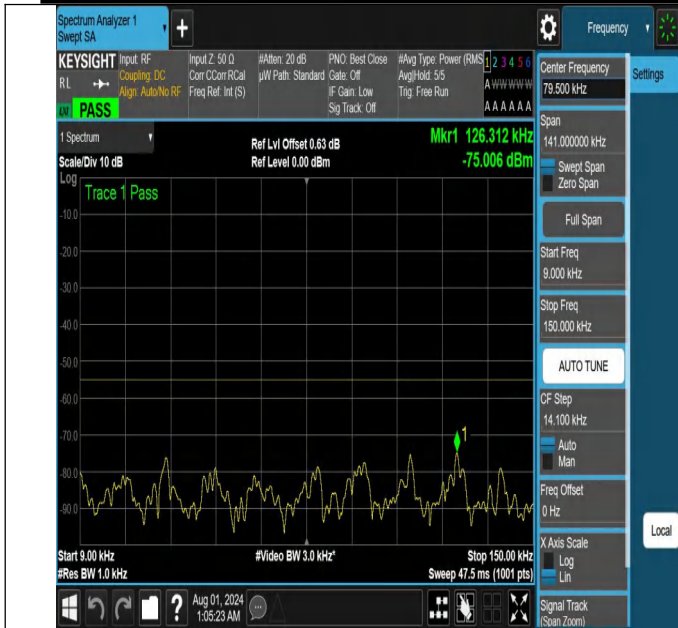 Spectrum Analyzer 1
Swept SA
+
Frequency
KEYSIGHT
RL
PASS
Input: RF
Coupling: DC
Align: Auto/No RF
Input Z: 50 Ω
Corr CCorr RCal
Freq Ref: Int (S)
#Atten: 20 dB
µW Path: Standard
PNO: Best Close
Gate: Off
IF Gain: Low
Sig Track: Off
#Avg Type: Power (RMS
Avg|Hold: 5/5
Trig: Free Run
1 2 3 4 5 6
A W W W W W
A A A A A A
1 Spectrum
Scale/Div 10 dB
Ref Lvl Offset 0.63 dB
Ref Level 0.00 dBm
Mkr1 126.312 kHz
-75.006 dBm
Log
Trace 1 Pass
-10.0
-20.0
-30.0
-40.0
-50.0
-60.0
-70.0
-80.0
-90.0
1
Start 9.00 kHz
#Res BW 1.0 kHz
#Video BW 3.0 kHz*
Stop 150.00 kHz
Sweep 47.5 ms (1001 pts)
?
Aug 01, 2024
1:05:23 AM
Center Frequency
79.500 kHz
Span
141.000000 kHz
Swept Span
Zero Span
Full Span
Start Freq
9.000 kHz
Stop Freq
150.000 kHz
AUTO TUNE
CF Step
14.100 kHz
Auto
Man
Freq Offset
0 Hz
X Axis Scale
Log
Lin
Signal Track
(Span Zoom)
Settings
Local